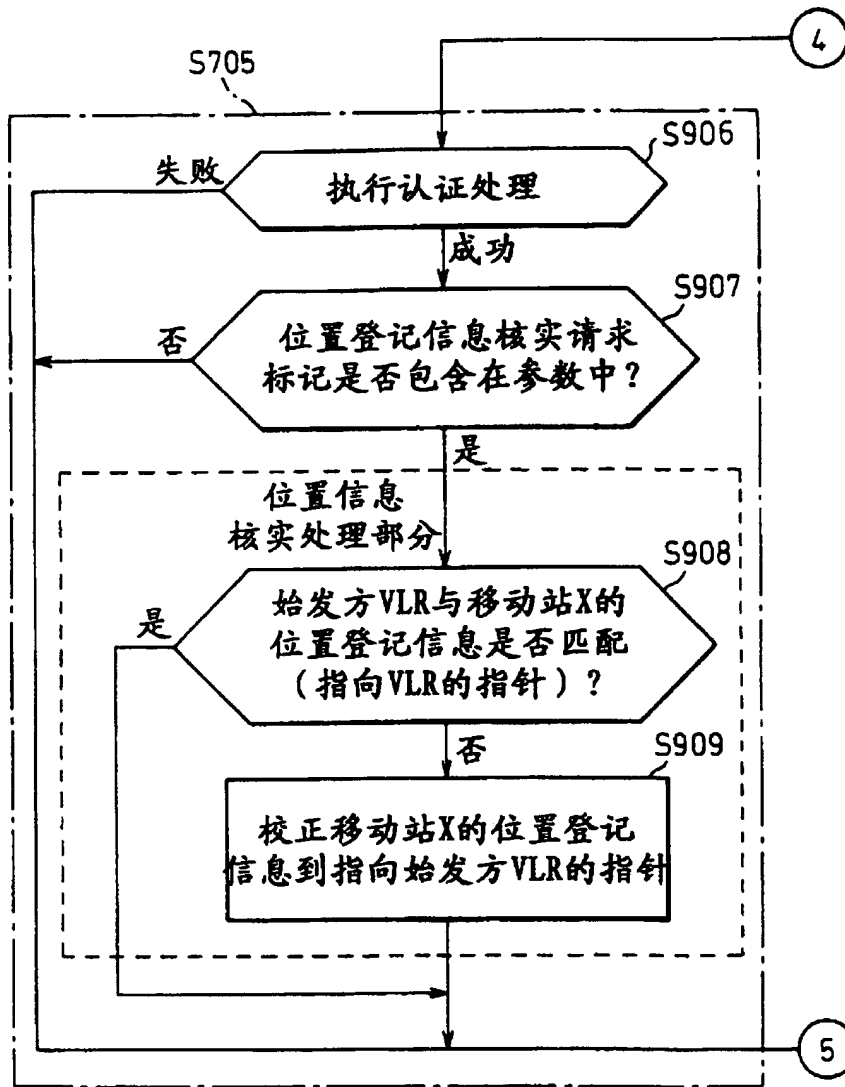 4
S705
S906
失败
执行认证处理
成功
S907
否
位置登记信息核实请求
标记是否包含在参数中?
是
位置信息
核实处理部分
S908
是
始发方VLR与移动站X的
位置登记信息是否匹配
(指向VLR的指针)?
否
S909
校正移动站X的位置登记
信息到指向始发方VLR的指针
5